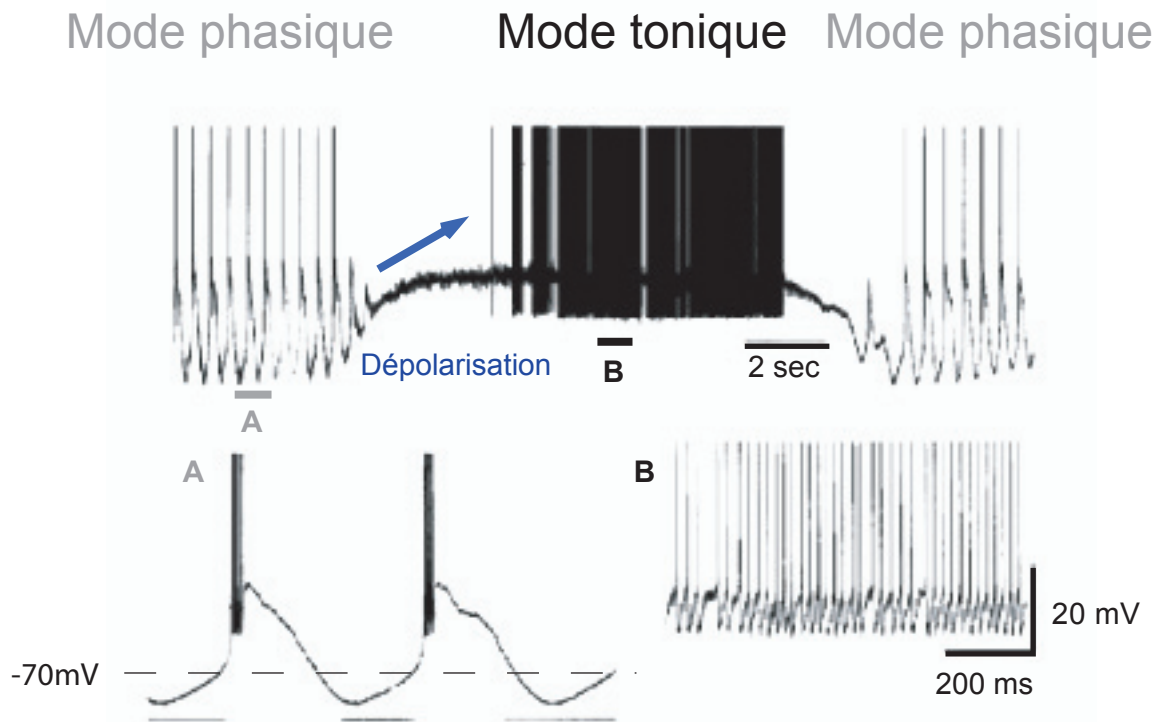 Mode phasique Mode tonique Mode phasique
Dépolarisation
B
2 sec
A
A
B
-70mV
20 mV
200 ms